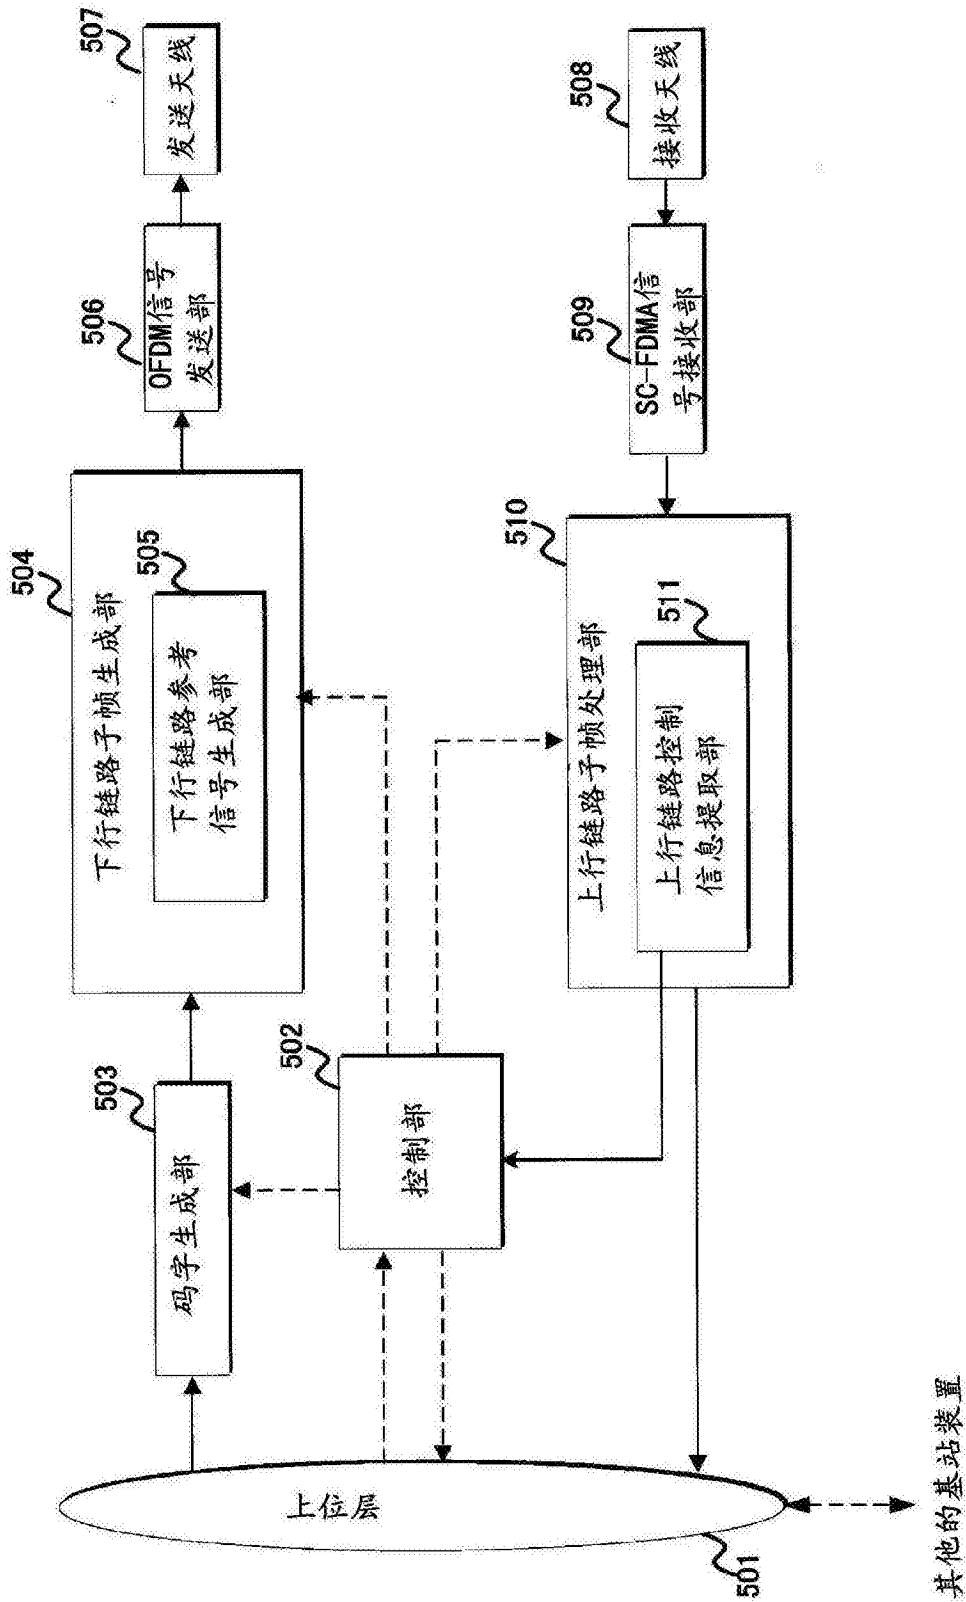 507
发送天线
506
OFDM信号
发送部
504
下行链路子帧生成部
505
下行链路参考
信号生成部
503
码字生成部
502
控制部
508
接收天线
509
SC-FDMA信
号接收部
510
上行链路子帧处理部
511
上行链路控制
信息提取部
上位层
501
其他的基站装置